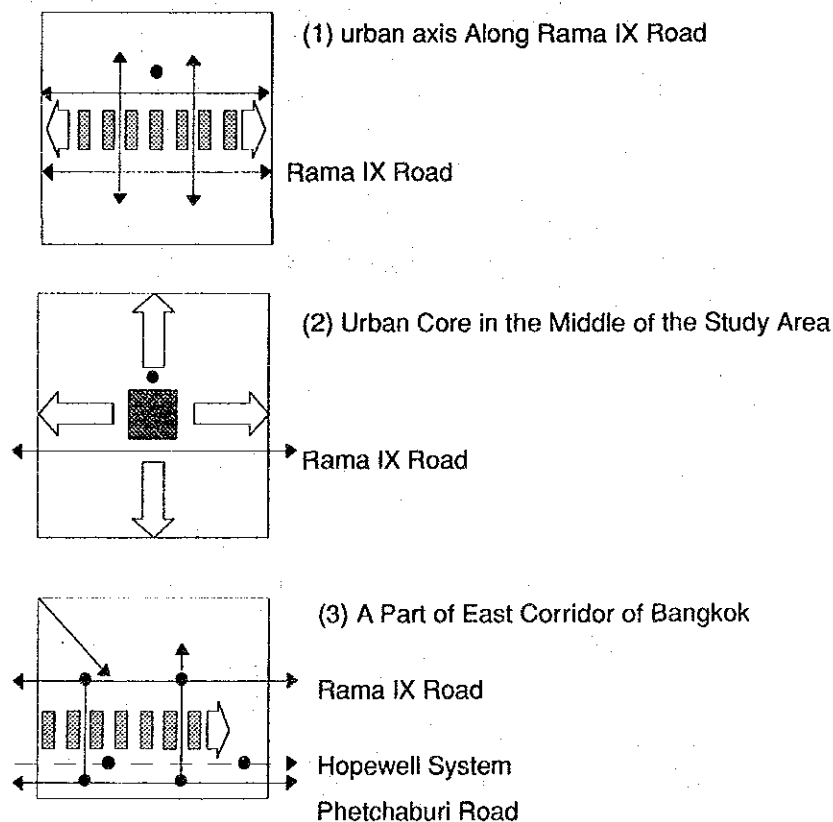 (1) urban axis Along Rama IX Road
Rama IX Road
(2) Urban Core in the Middle of the Study Area
Rama IX Road
(3) A Part of East Corridor of Bangkok
Rama IX Road
Hopewell System
Phetchaburi Road